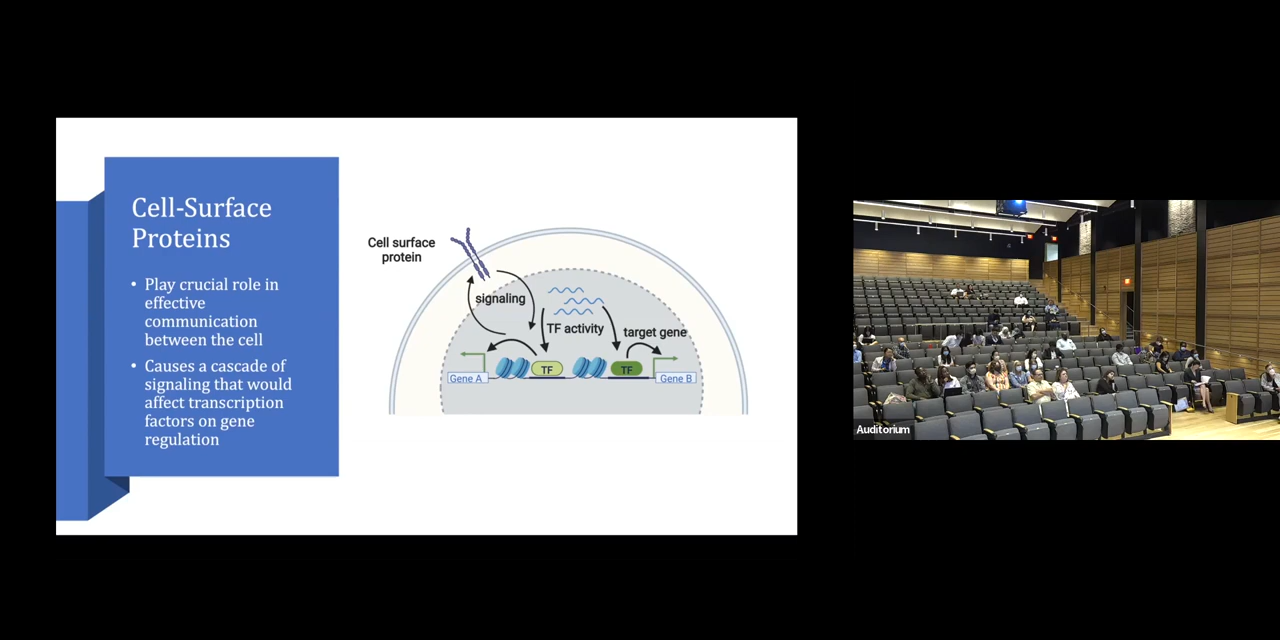 Cell-Surface
Proteins
• Play crucial role in
effective
communication
between the cell
• Causes a cascade of
signaling that would
affect transcription
factors on gene
regulation
Cell surface
protein
signaling
TF activity
target gene
Gene A
TF
TF
Gene B
Auditorium